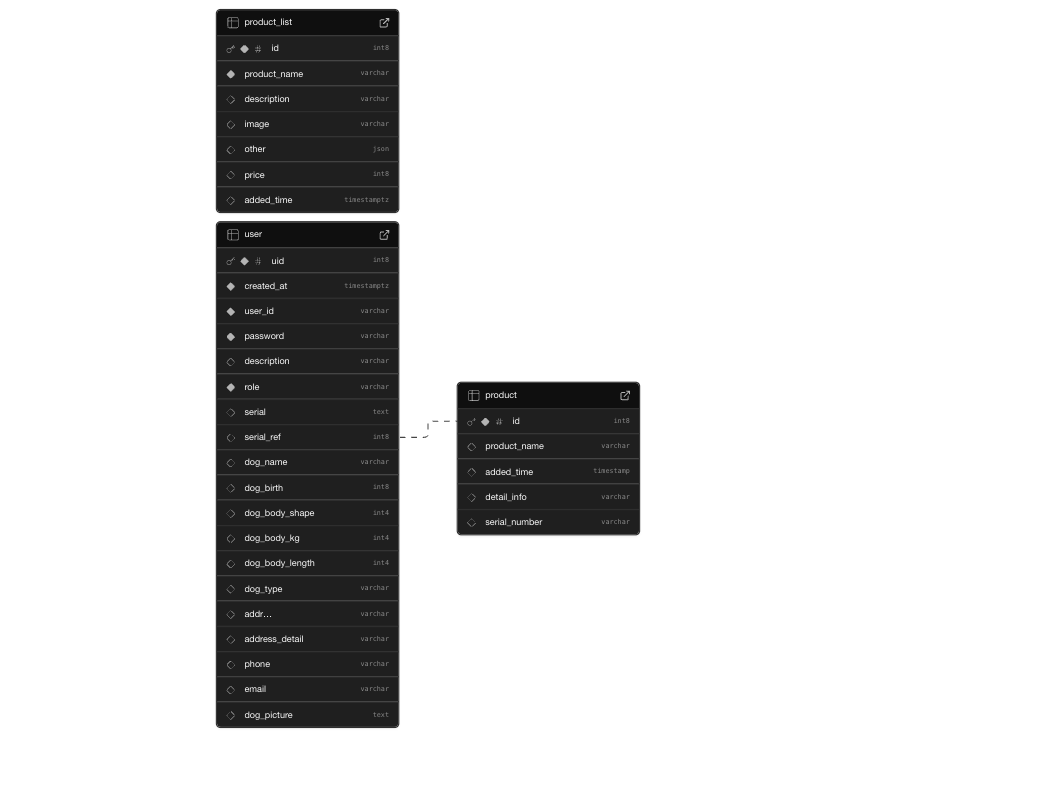 product_list
id int8
product_name varchar
description varchar
image varchar
other json
price int8
added_time timestamptz
user
uid int8
created_at timestamptz
user_id varchar
password varchar
description varchar
role varchar
serial text
serial_ref int8
dog_name varchar
dog_birth int8
dog_body_shape int4
dog_body_kg int4
dog_body_length int4
dog_type varchar
addr... varchar
address_detail varchar
phone varchar
email varchar
dog_picture text
product
id int8
product_name varchar
added_time timestamp
detail_info varchar
serial_number varchar